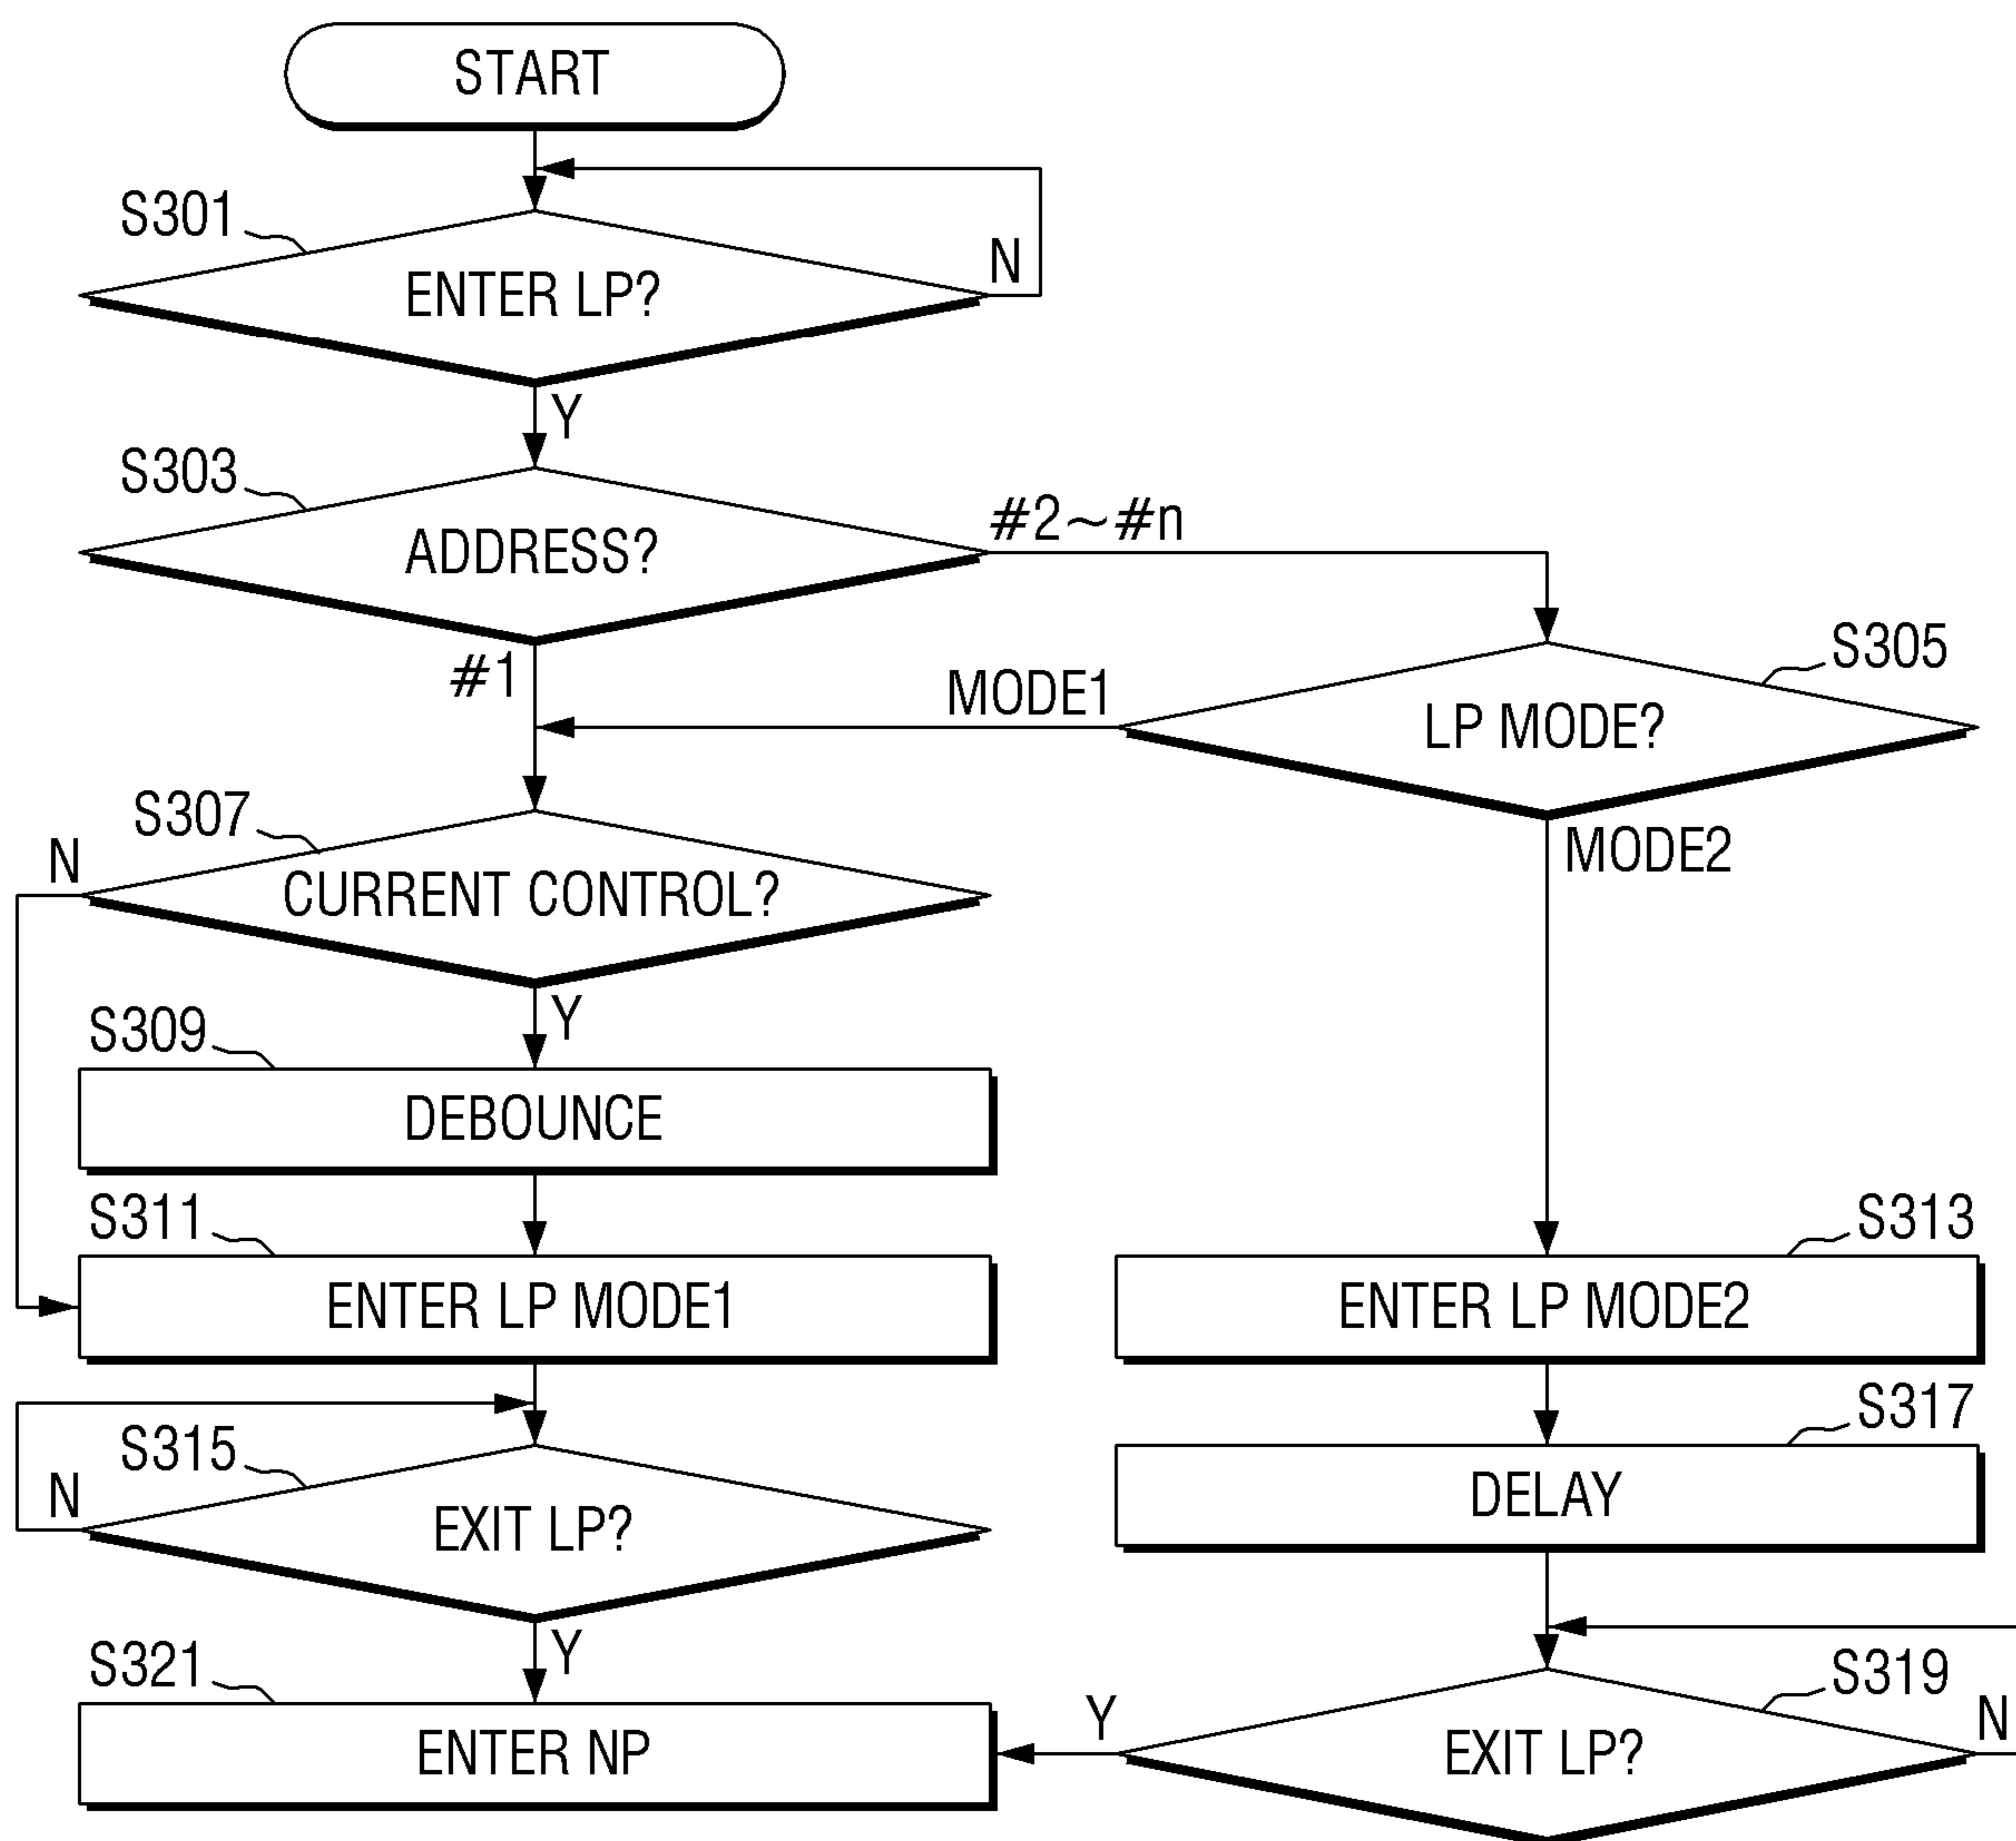 START
S301
ENTER LP?
N
Y
S303
ADDRESS?
#2~#n
#1
MODE1
S305
LP MODE?
MODE2
S307
N
CURRENT CONTROL?
Y
S309
DEBOUNCE
S311
ENTER LP MODE1
S313
ENTER LP MODE2
S315
N
EXIT LP?
Y
S317
DELAY
S321
ENTER NP
Y
S319
N
EXIT LP?